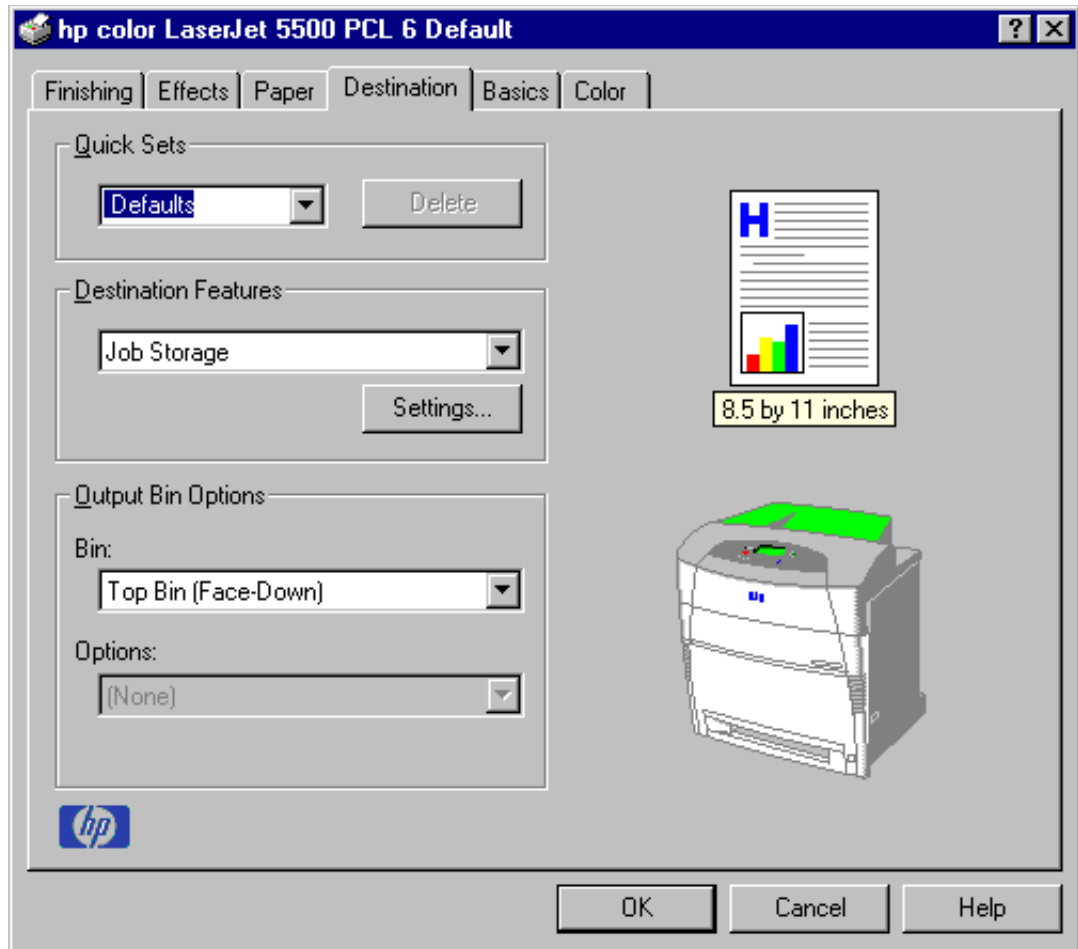 hp color LaserJet 5500 PCL 6 Default
Finishing Effects Paper Destination Basics Color
Quick Sets
Defaults Delete
Destination Features
Job Storage
Settings...
Output Bin Options
Bin:
Top Bin (Face-Down)
Options:
(None)
H
8.5 by 11 inches
hp
OK Cancel Help